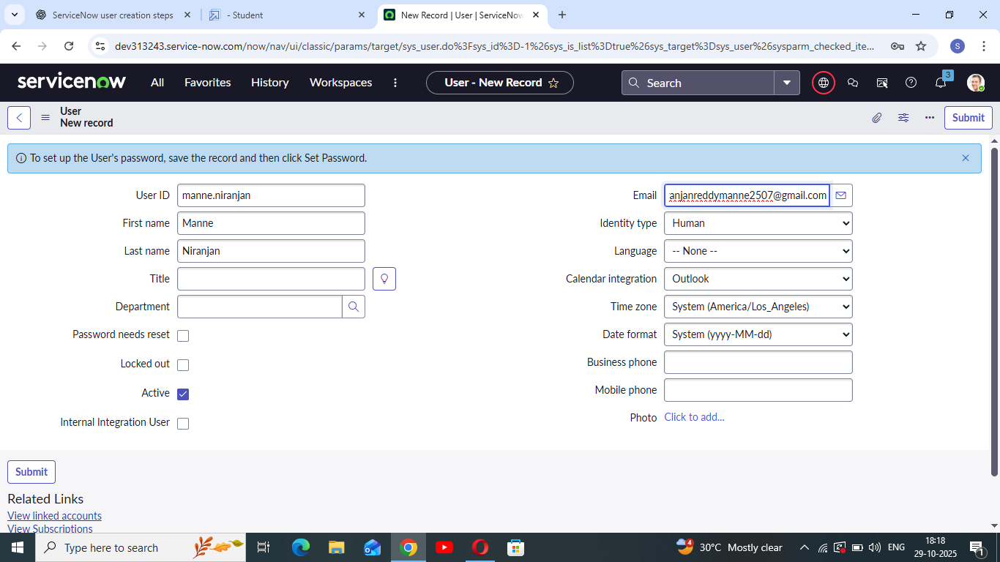 ServiceNow user creation steps
- Student
New Record | User | ServiceNow
dev313243.service-now.com/now/nav/ui/classic/params/target/sys_user.do%3Fsys_id%3D-1%26sys_is_list%3Dtrue%26sys_target%3Dsys_user%26sysparm_checked_ite...
S
servicenow All Favorites History Workspaces User - New Record Search 3
User
New record
Submit
To set up the User's password, save the record and then click Set Password.
User ID manne.niranjan
First name Manne
Last name Niranjan
Title
Department
Password needs reset
Locked out
Active
Internal Integration User
Email anjanreddymanne2507@gmail.com
Identity type Human
Language -- None --
Calendar integration Outlook
Time zone System (America/Los_Angeles)
Date format System (yyyy-MM-dd)
Business phone
Mobile phone
Photo Click to add...
Submit
Related Links
View linked accounts
View Subscriptions
Type here to search
4
30°C Mostly clear
ENG
18:18
29-10-2025
1